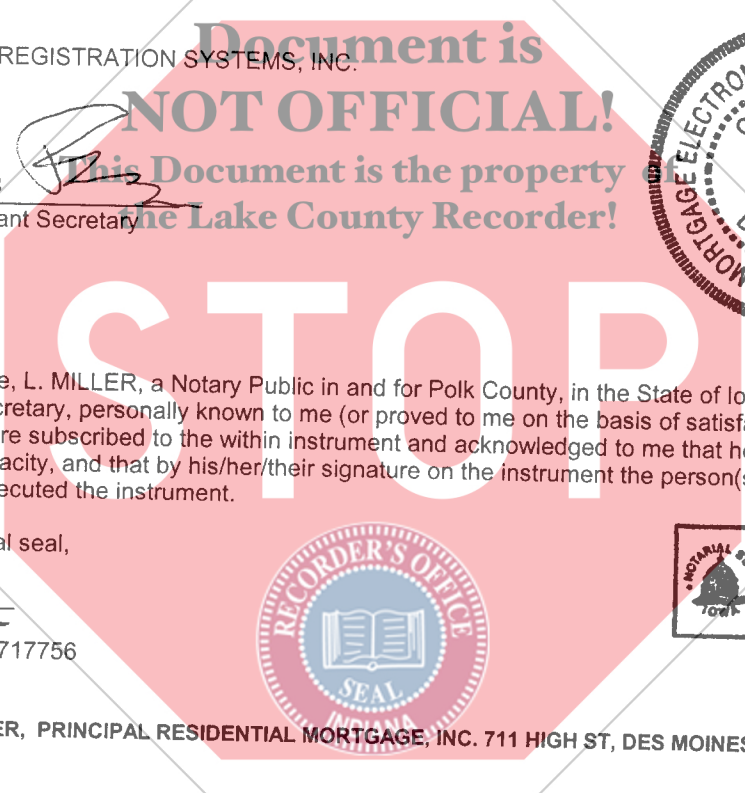 Document is
REGISTRATION SYSTEMS, INC.
NOT OFFICIAL!
This Document is the property of
ant Secretary
the Lake County Recorder!
MORTGAGE ELECTRON
STOP
e, L. MILLER, a Notary Public in and for Polk County, in the State of Io
cretary, personally known to me (or proved to me on the basis of satisfa
re subscribed to the within instrument and acknowledged to me that he
acity, and that by his/her/their signature on the instrument the person(s
ecuted the instrument.
al seal,
NOTARIAL SE
IOWA
RECORDER'S OFFICE
SEAL
INDIANA
717756
ER, PRINCIPAL RESIDENTIAL MORTGAGE, INC. 711 HIGH ST, DES MOINES